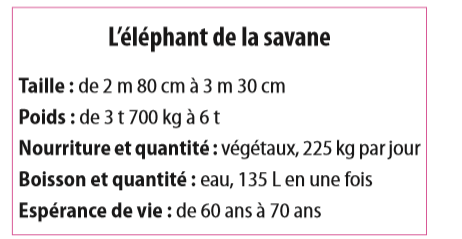 L'éléphant de la savane
Taille : de 2 m 80 cm à 3 m 30 cm
Poids : de 3 t 700 kg à 6 t
Nourriture et quantité : végétaux, 225 kg par jour
Boisson et quantité : eau, 135 L en une fois
Espérance de vie : de 60 ans à 70 ans